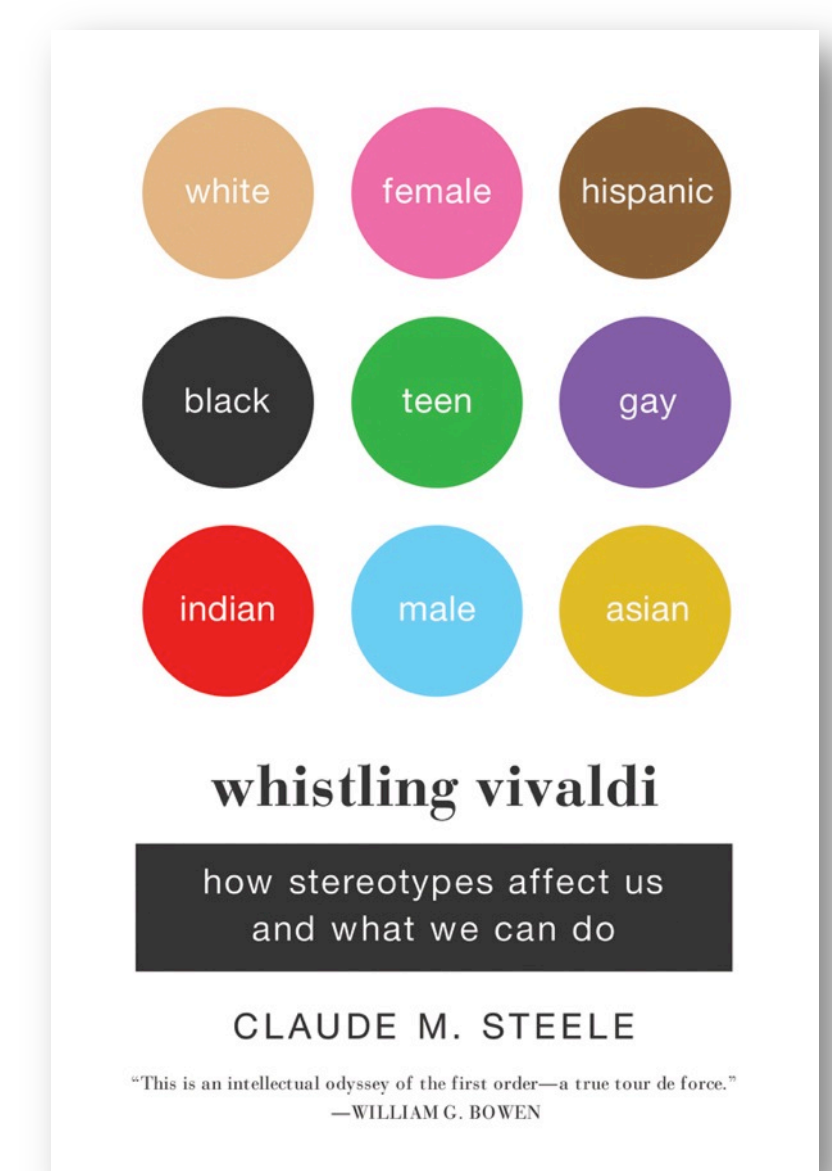 white female hispanic
black teen gay
indian male asian
whistling vivaldi
how stereotypes affect us
and what we can do
CLAUDE M. STEELE
“This is an intellectual odyssey of the first order—a true tour de force.”
—WILLIAM G. BOWEN